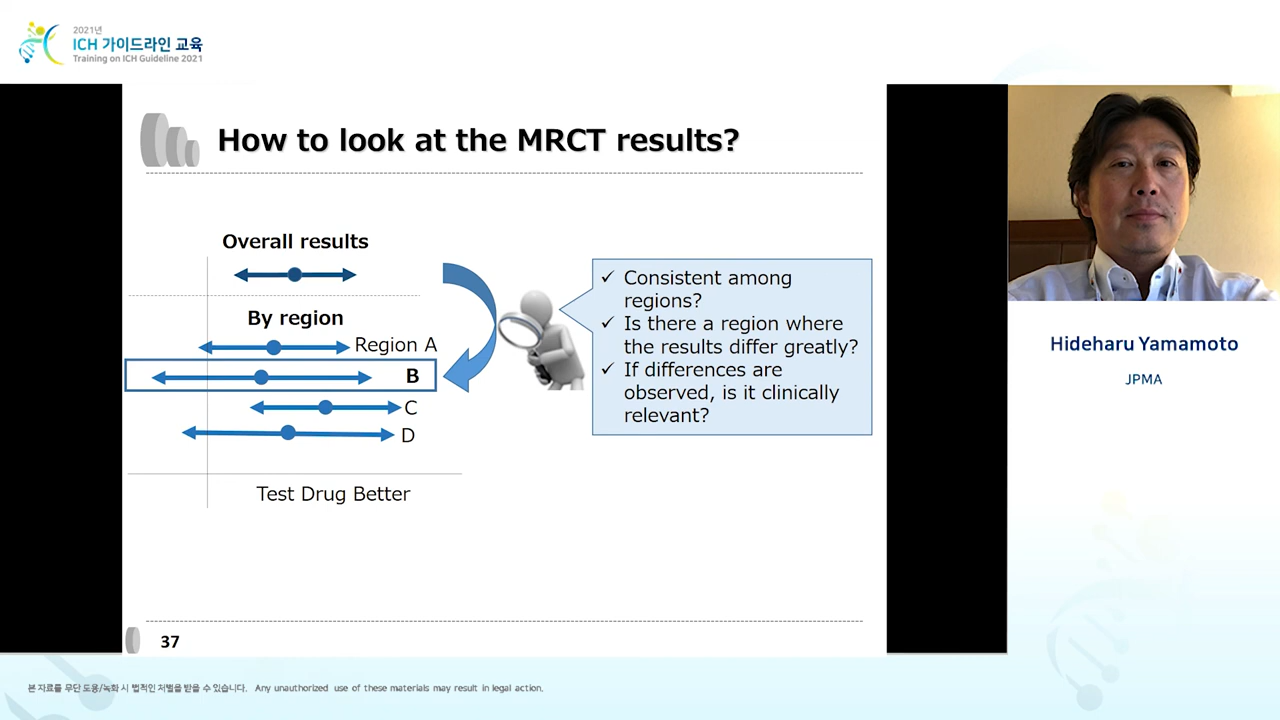 2021년
ICH 가이드라인 교육
Training on ICH Guideline 2021
How to look at the MRCT results?
Overall results
By region
Region A
B
C
D
Test Drug Better
✓ Consistent among
regions?
✓ Is there a region where
the results differ greatly?
✓ If differences are
observed, is it clinically
relevant?
37
Hideharu Yamamoto
JPMA
본 자료를 무단 도용/녹화 시 법적인 처벌을 받을 수 있습니다. Any unauthorized use of these materials may result in legal action.